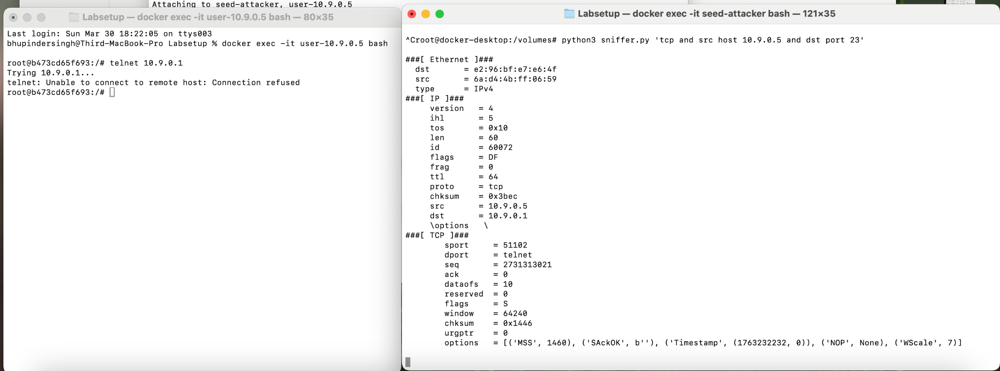 Attaching to seed-attacker, user-10.9.0.5
Labsetup — docker exec -it user-10.9.0.5 bash — 80×35
Last login: Sun Mar 30 18:22:05 on ttys003
bhupindersingh@Third-MacBook-Pro Labsetup % docker exec -it user-10.9.0.5 bash
root@b473cd65f693:/# telnet 10.9.0.1
Trying 10.9.0.1...
telnet: Unable to connect to remote host: Connection refused
root@b473cd65f693:/#
Labsetup — docker exec -it seed-attacker bash — 121×35
^Croot@docker-desktop:/volumes# python3 sniffer.py 'tcp and src host 10.9.0.5 and dst port 23'
###[ Ethernet ]###
  dst       = e2:96:bf:e7:e6:4f
  src       = 6a:d4:4b:ff:06:59
  type      = IPv4
###[ IP ]###
     version   = 4
     ihl       = 5
     tos       = 0x10
     len       = 60
     id        = 60072
     flags     = DF
     frag      = 0
     ttl       = 64
     proto     = tcp
     chksum    = 0x3bec
     src       = 10.9.0.5
     dst       = 10.9.0.1
     \options   \
###[ TCP ]###
        sport     = 51102
        dport     = telnet
        seq       = 2731313021
        ack       = 0
        dataofs   = 10
        reserved  = 0
        flags     = S
        window    = 64240
        chksum    = 0x1446
        urgptr    = 0
        options   = [('MSS', 1460), ('SAckOK', b''), ('Timestamp', (1763232232, 0)), ('NOP', None), ('WScale', 7)]